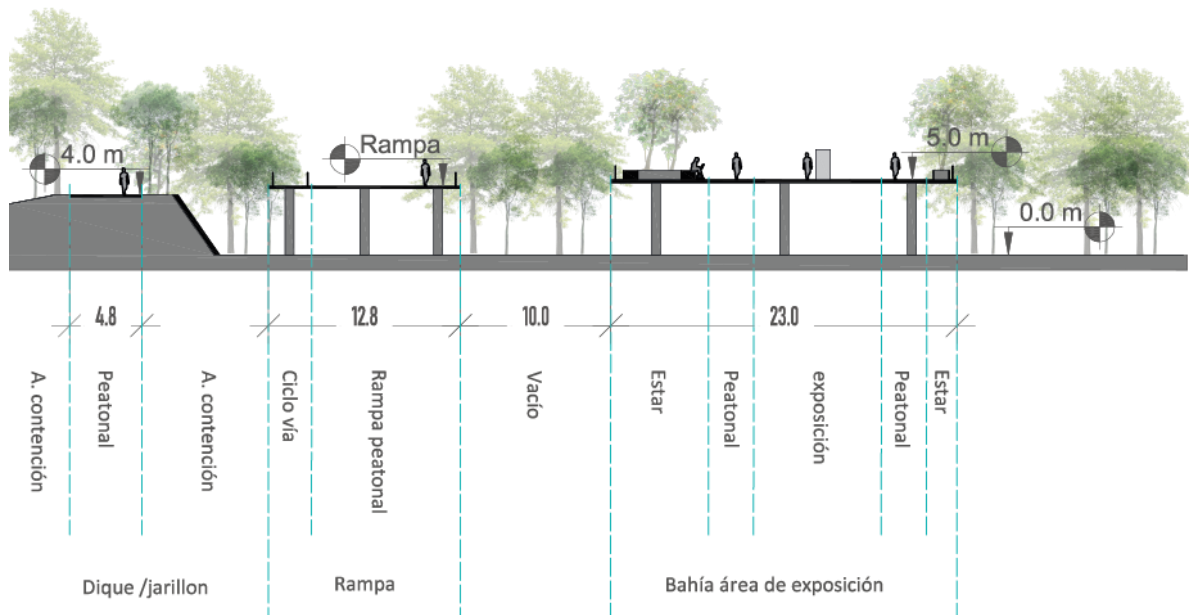 4.0 m
Rampa
5.0 m
0.0 m
4.8
12.8
10.0
23.0
A. contención
Peatonal
A. contención
Ciclo vía
Rampa peatonal
Vacío
Estar
Peatonal
exposición
Peatonal
Estar
Dique /jarillon
Rampa
Bahía área de exposición